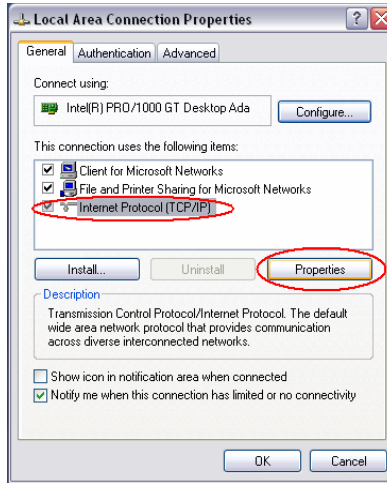 Local Area Connection Properties
General Authentication Advanced
Connect using:
Intel(R) PRO/1000 GT Desktop Ada Configure...
This connection uses the following items:
Client for Microsoft Networks
File and Printer Sharing for Microsoft Networks
Internet Protocol (TCP/IP)
Install... Uninstall Properties
Description
Transmission Control Protocol/Internet Protocol. The default
wide area network protocol that provides communication
across diverse interconnected networks.
Show icon in notification area when connected
Notify me when this connection has limited or no connectivity
OK Cancel